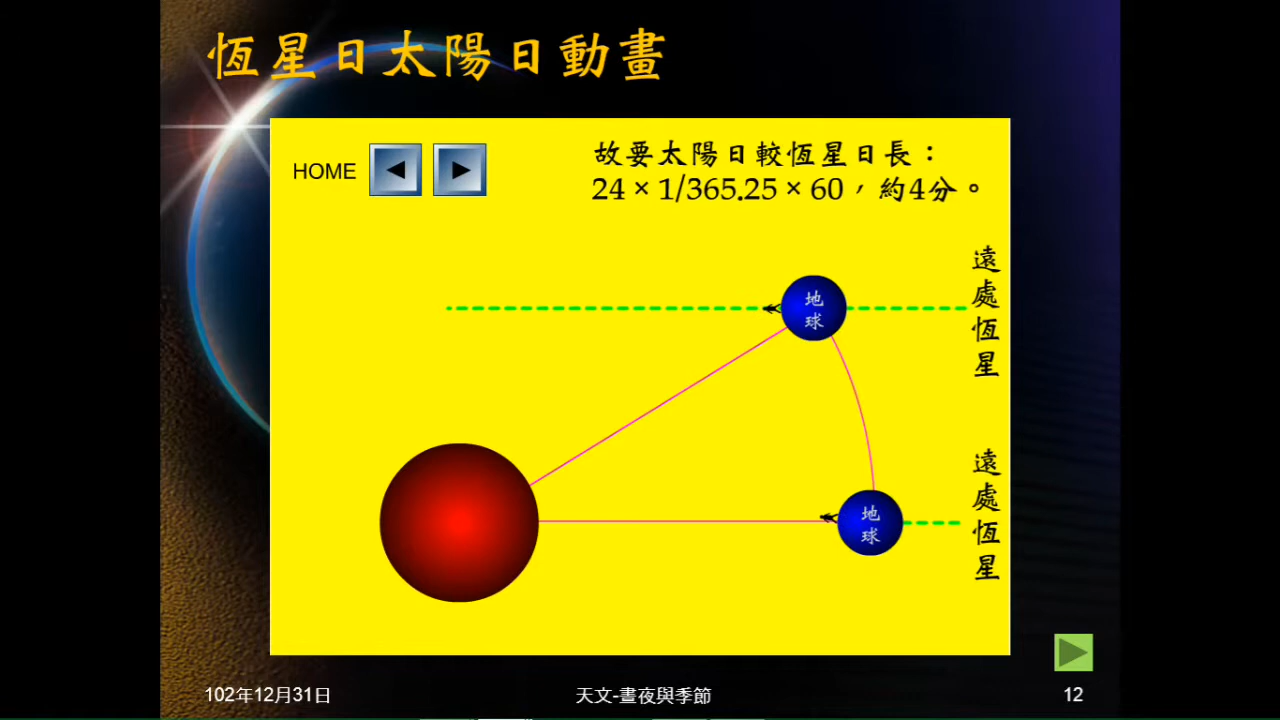 恆星日太陽日動畫
HOME
故要太陽日較恆星日長：
24 × 1/365.25 × 60，約4分。
遠處恆星
地球
遠處恆星
地球
102年12月31日
天文-晝夜與季節
12